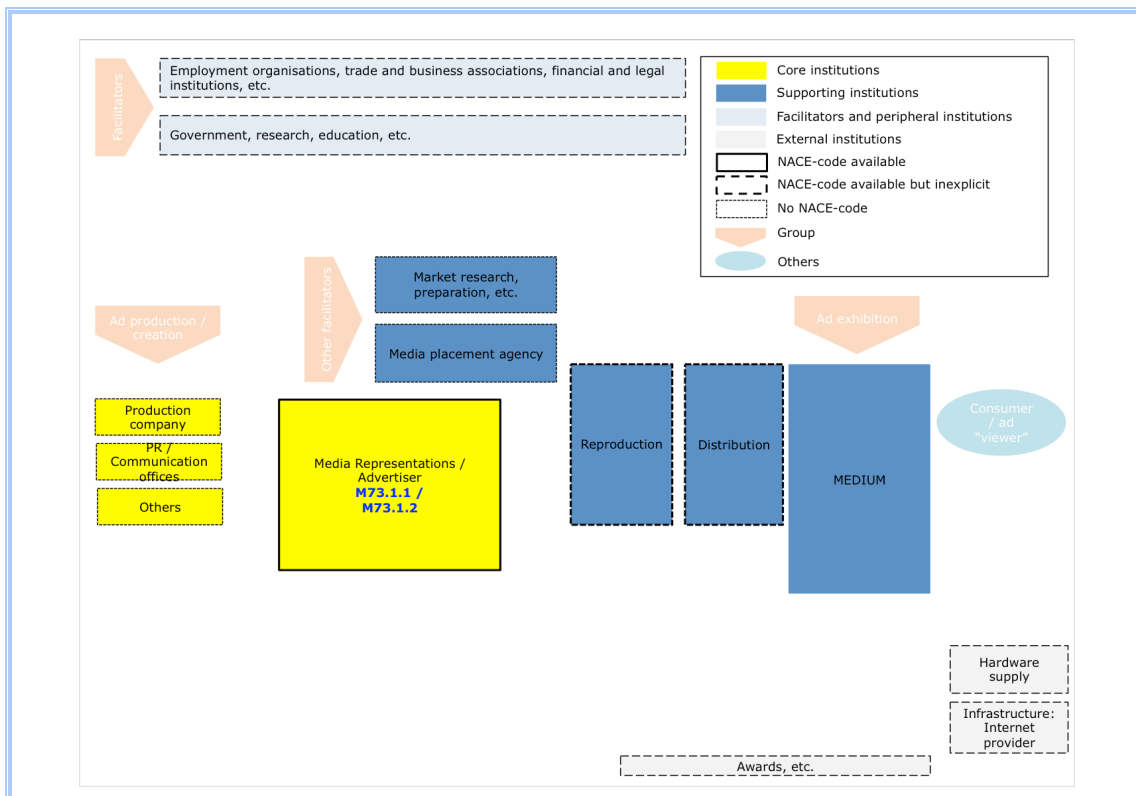 Facilitators
Employment organisations, trade and business associations, financial and legal
institutions, etc.
Government, research, education, etc.
Core institutions
Supporting institutions
Facilitators and peripheral institutions
External institutions
NACE-code available
NACE-code available but inexplicit
No NACE-code
Group
Others
Other facilitators
Market research,
preparation, etc.
Media placement agency
Ad production /
creation
Ad exhibition
Production
company
PR /
Communication
offices
Others
Media Representations /
Advertiser
M73.1.1 /
M73.1.2
Reproduction
Distribution
MEDIUM
Consumer
/ ad
“viewer”
Hardware
supply
Infrastructure:
Internet
provider
Awards, etc.